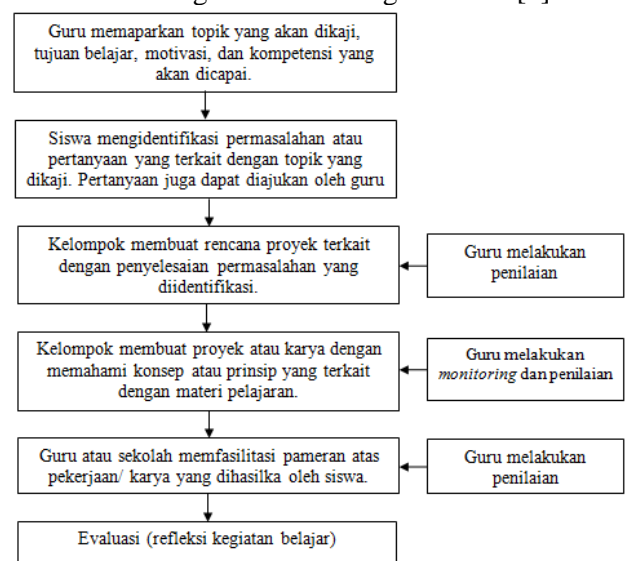 Guru memaparkan topik yang akan dikaji,
tujuan belajar, motivasi, dan kompetensi yang
akan dicapai.
Siswa mengidentifikasi permasalahan atau
pertanyaan yang terkait dengan topik yang
dikaji. Pertanyaan juga dapat diajukan oleh guru
Kelompok membuat rencana proyek terkait
dengan penyelesaian permasalahan yang
diidentifikasi.
Guru melakukan
penilaian
Kelompok membuat proyek atau karya dengan
memahami konsep atau prinsip yang terkait
dengan materi pelajaran.
Guru melakukan
monitoring dan penilaian
Guru atau sekolah memfasilitasi pameran atas
pekerjaan/ karya yang dihasilka oleh siswa.
Guru melakukan
penilaian
Evaluasi (refleksi kegiatan belajar)